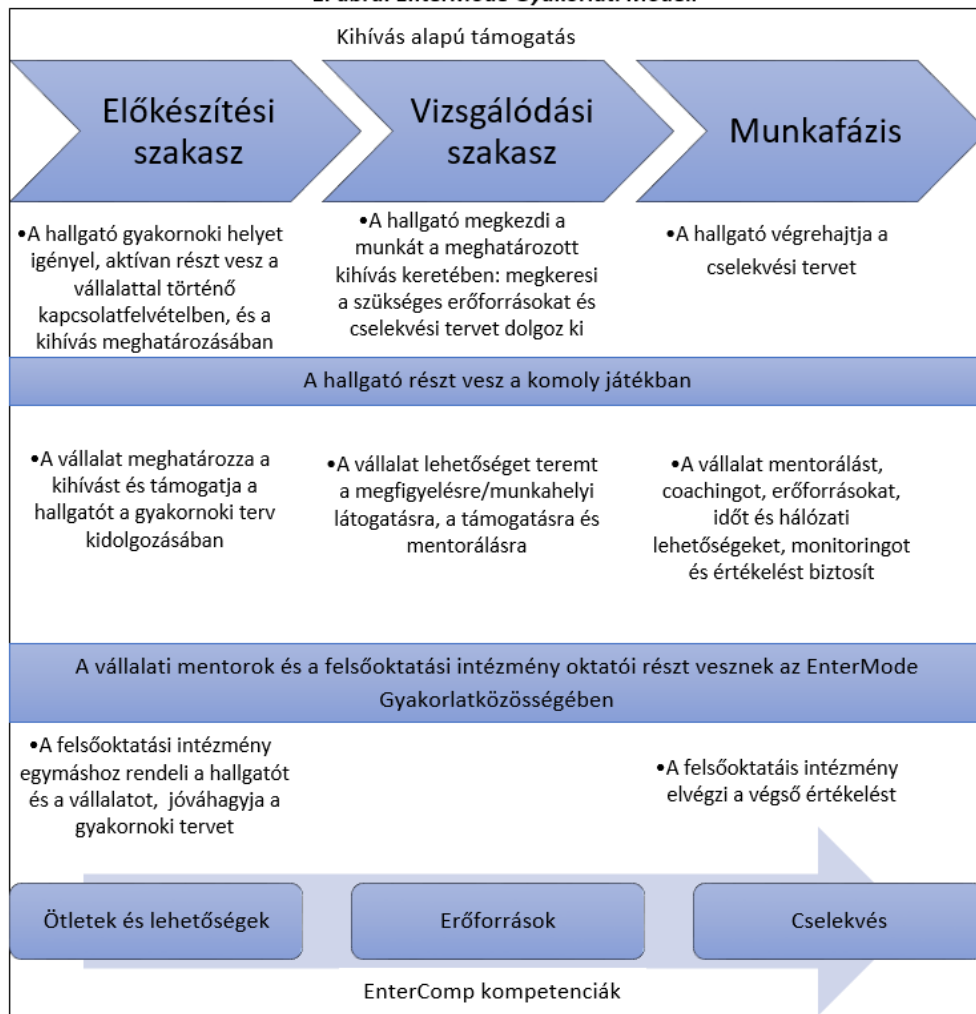 Kihívás alapú támogatás
Előkészítési
szakasz
Vizsgálódási
szakasz
Munkafázis
•A hallgató gyakornoki helyet
igényel, aktívan részt vesz a
vállalattal történő
kapcsolatfelvételben, és a
kihívás meghatározásában
•A hallgató megkezdi a
munkát a meghatározott
kihívás keretében: megkeresi
a szükséges erőforrásokat és
cselekvési tervet dolgoz ki
•A hallgató végrehajtja a
cselekvési tervet
A hallgató részt vesz a komoly játékban
•A vállalat meghatározza a
kihívást és támogatja a
hallgatót a gyakornoki terv
kidolgozásában
•A vállalat lehetőséget teremt
a megfigyelésre/munkahelyi
látogatásra, a támogatásra és
mentorálásra
•A vállalat mentorálást,
coachingot, erőforrásokat,
időt és hálózati
lehetőségeket, monitoringot
és értékelést biztosít
A vállalati mentorok és a felsőoktatási intézmény oktatói részt vesznek az EnterMode
Gyakorlatközösségében
•A felsőoktatási intézmény
egymáshoz rendeli a hallgatót
és a vállalatot, jóváhagyja a
gyakornoki tervet
•A felsőoktatáis intézmény
elvégzi a végső értékelést
Ötletek és lehetőségek
Erőforrások
Cselekvés
EnterComp kompetenciák